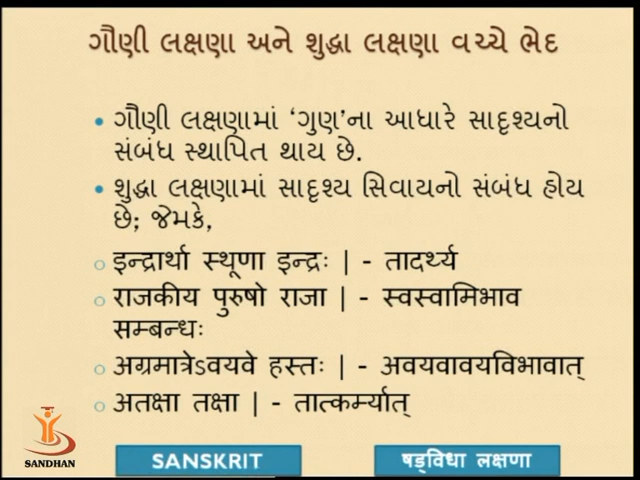 ગૌણી લક્ષણા અને શુદ્ધા લક્ષણા વચ્ચે ભેદ
• ગૌણી લક્ષણામાં ‘ગુણ’ના આધારે સાદૃશ્યનો
સંબંધ સ્થાપિત થાય છે.
• શુદ્ધા લક્ષણામાં સાદૃશ્ય સિવાયનો સંબંધ હોય
છે; જેમકે,
o इन्द्रार्था स्थूणा इन्द्रः | - तादर्थ्य
o राजकीय पुरुषो राजा | - स्वस्वामिभाव
सम्बन्धः
o अग्रमात्रेऽवयवे हस्तः | - अवयवावयविभावात्
o अतक्षा तक्षा | - तात्कर्म्यात्
SANDHAN
SANSKRIT
षड्विधा लक्षणा